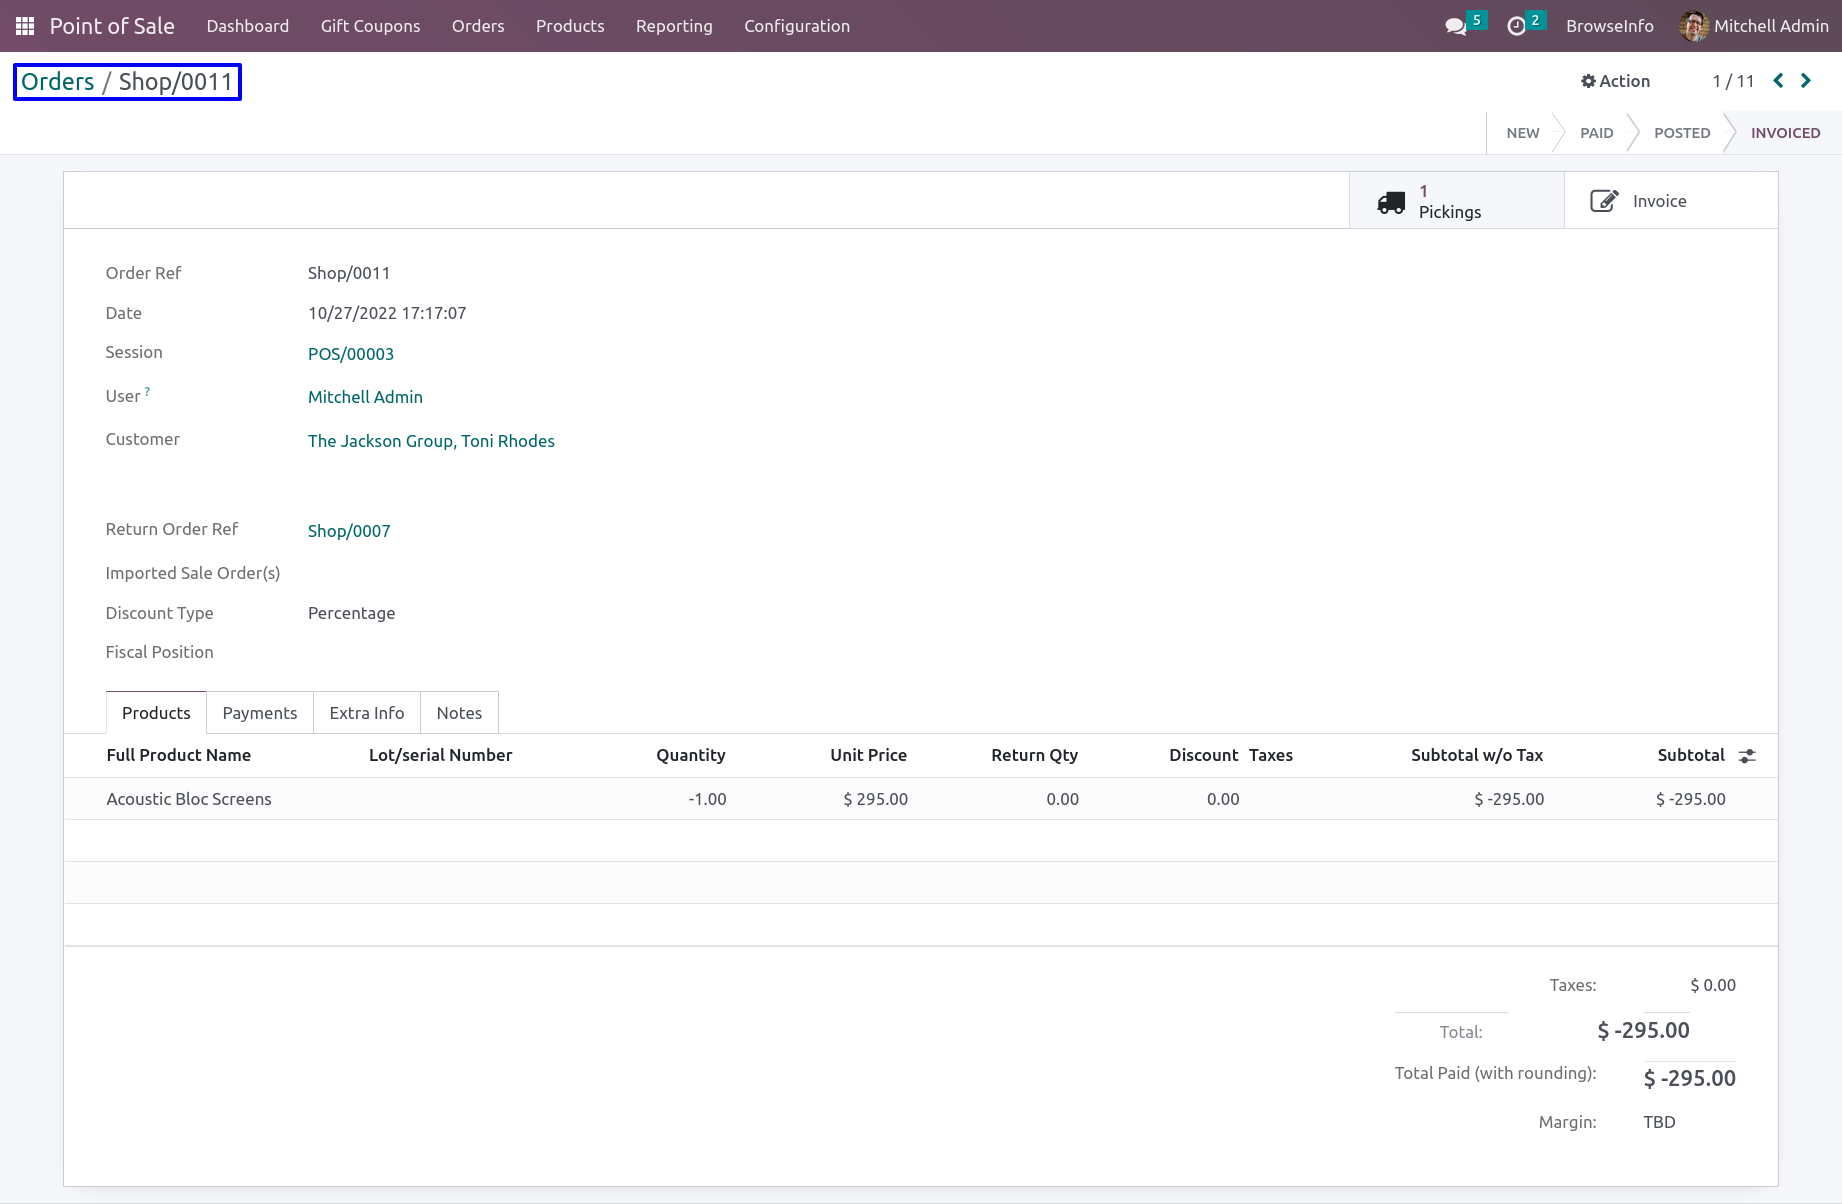 Point of Sale Dashboard Gift Coupons Orders Products Reporting Configuration 5 2 BrowseInfo Mitchell Admin
Orders / Shop/0011 Action 1 / 11
NEW PAID POSTED INVOICED
1
Pickings
Invoice
Order Ref Shop/0011
Date 10/27/2022 17:17:07
Session POS/00003
User ? Mitchell Admin
Customer The Jackson Group, Toni Rhodes
Return Order Ref Shop/0007
Imported Sale Order(s)
Discount Type Percentage
Fiscal Position
Products Payments Extra Info Notes
Full Product Name Lot/serial Number Quantity Unit Price Return Qty Discount Taxes Subtotal w/o Tax Subtotal
Acoustic Bloc Screens -1.00 $ 295.00 0.00 0.00 $ -295.00 $ -295.00
Taxes: $ 0.00
Total: $ -295.00
Total Paid (with rounding): $ -295.00
Margin: TBD